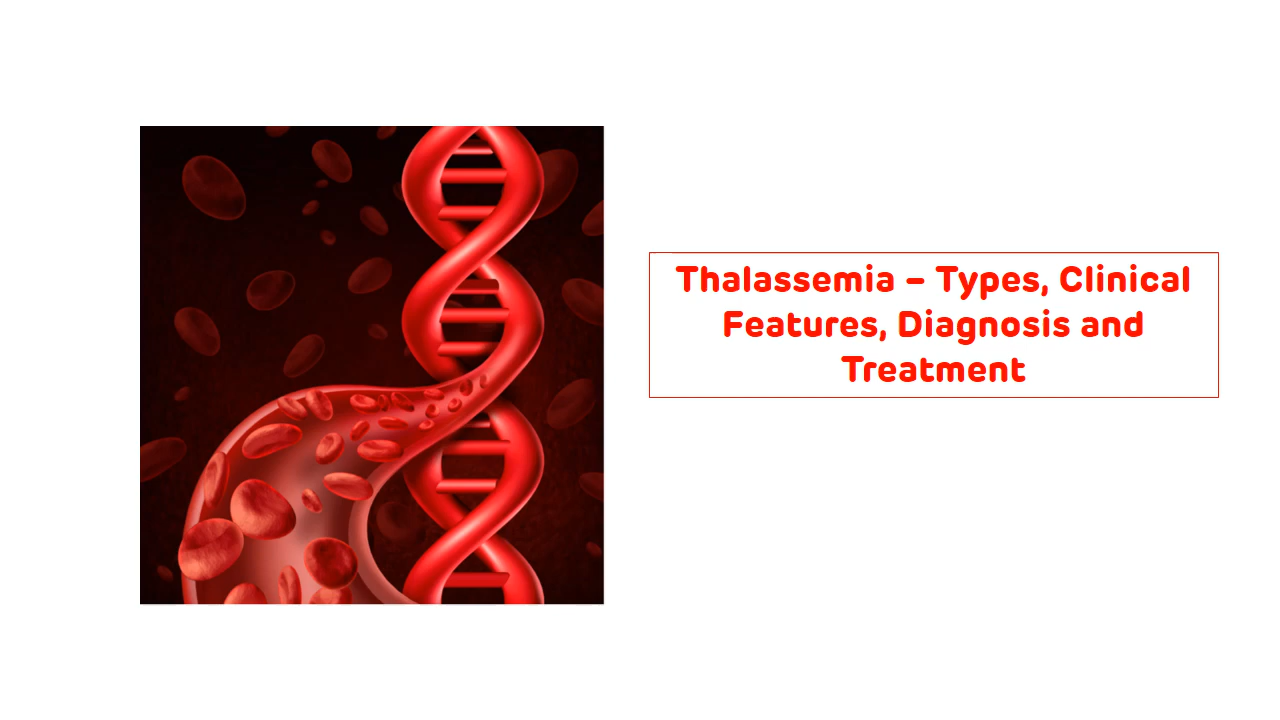 Thalassemia – Types, Clinical
Features, Diagnosis and
Treatment